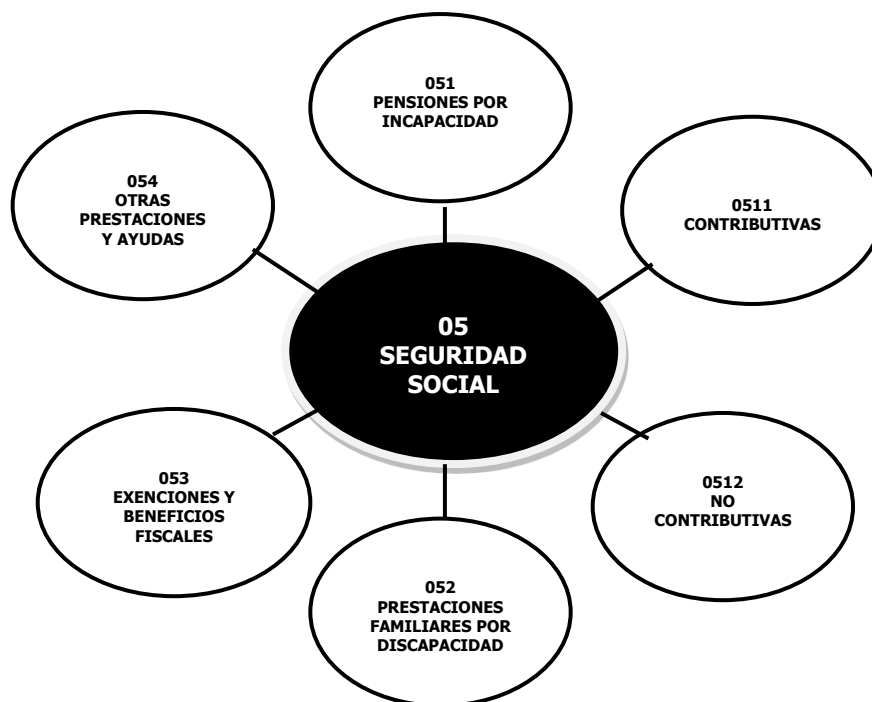 051
PENSIONES POR
INCAPACIDAD
054
OTRAS
PRESTACIONES
Y AYUDAS
0511
CONTRIBUTIVAS
05
SEGURIDAD
SOCIAL
053
EXENCIONES Y
BENEFICIOS
FISCALES
0512
NO
CONTRIBUTIVAS
052
PRESTACIONES
FAMILIARES POR
DISCAPACIDAD